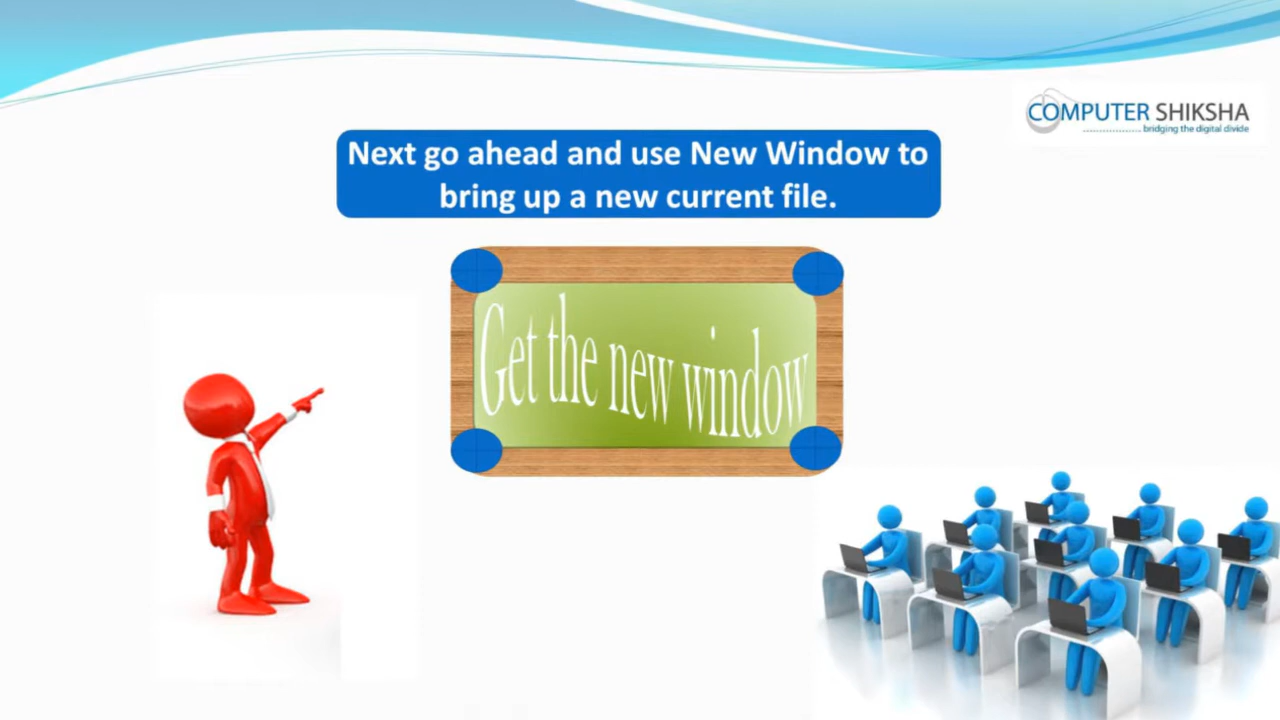 COMPUTER SHIKSHA
bridging the digital divide
Next go ahead and use New Window to
bring up a new current file.
Get the new window